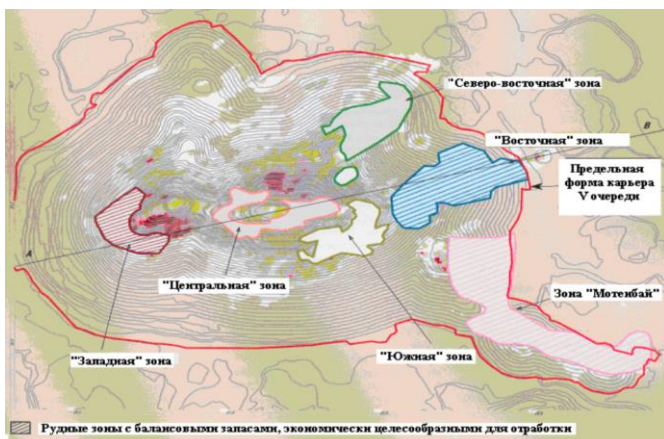 "Северо-восточная" зона
"Восточная" зона
В
Предельная
форма карьера
V очереди
А
"Центральная" зона
Зона "Мотенбай"
"Западная" зона
"Южная" зона
Рудные зоны с балансовыми запасами, экономически целесообразными для отработки